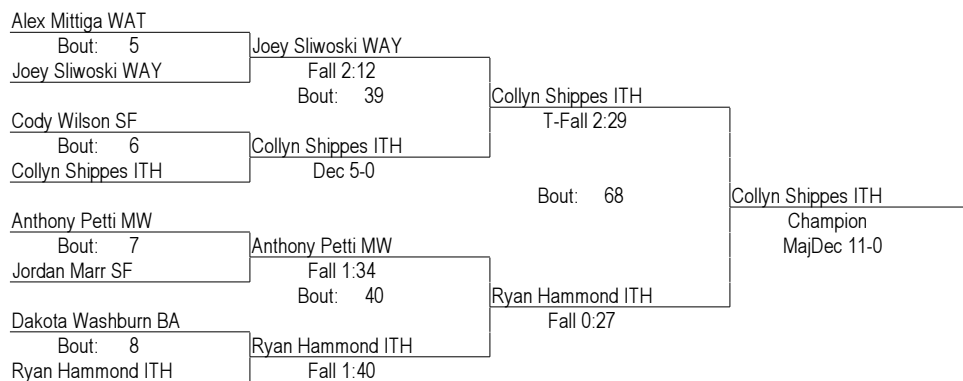 Alex Mittiga WAT
Bout: 5
Joey Sliwoski WAY
Joey Sliwoski WAY
Fall 2:12
Bout: 39
Collyn Shippes ITH
T-Fall 2:29
Cody Wilson SF
Bout: 6
Collyn Shippes ITH
Collyn Shippes ITH
Dec 5-0
Bout: 68
Collyn Shippes ITH
Champion
MajDec 11-0
Anthony Petti MW
Bout: 7
Jordan Marr SF
Anthony Petti MW
Fall 1:34
Bout: 40
Ryan Hammond ITH
Fall 0:27
Dakota Washburn BA
Bout: 8
Ryan Hammond ITH
Ryan Hammond ITH
Fall 1:40